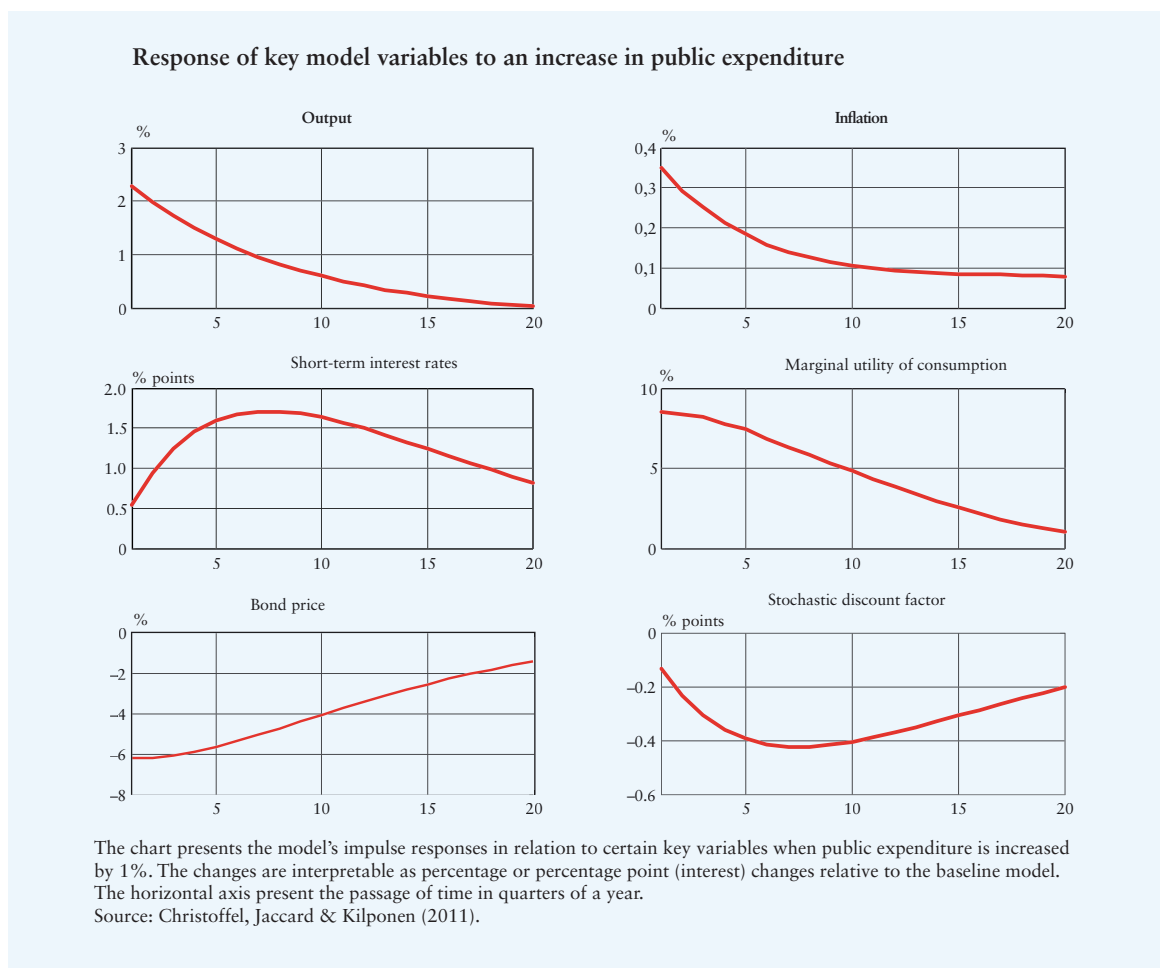 Response of key model variables to an increase in public expenditure
Output
%
3
2
1
0
5 10 15 20
Inflation
%
0,4
0,3
0,2
0,1
0
5 10 15 20
Short-term interest rates
% points
2.0
1.5
1.0
0.5
0
5 10 15 20
Marginal utility of consumption
%
10
5
0
5 10 15 20
Bond price
%
0
–2
–4
–6
–8
5 10 15 20
Stochastic discount factor
% points
0
–0.2
–0.4
–0.6
5 10 15 20
The chart presents the model's impulse responses in relation to certain key variables when public expenditure is increased
by 1%. The changes are interpretable as percentage or percentage point (interest) changes relative to the baseline model.
The horizontal axis present the passage of time in quarters of a year.
Source: Christoffel, Jaccard & Kilponen (2011).